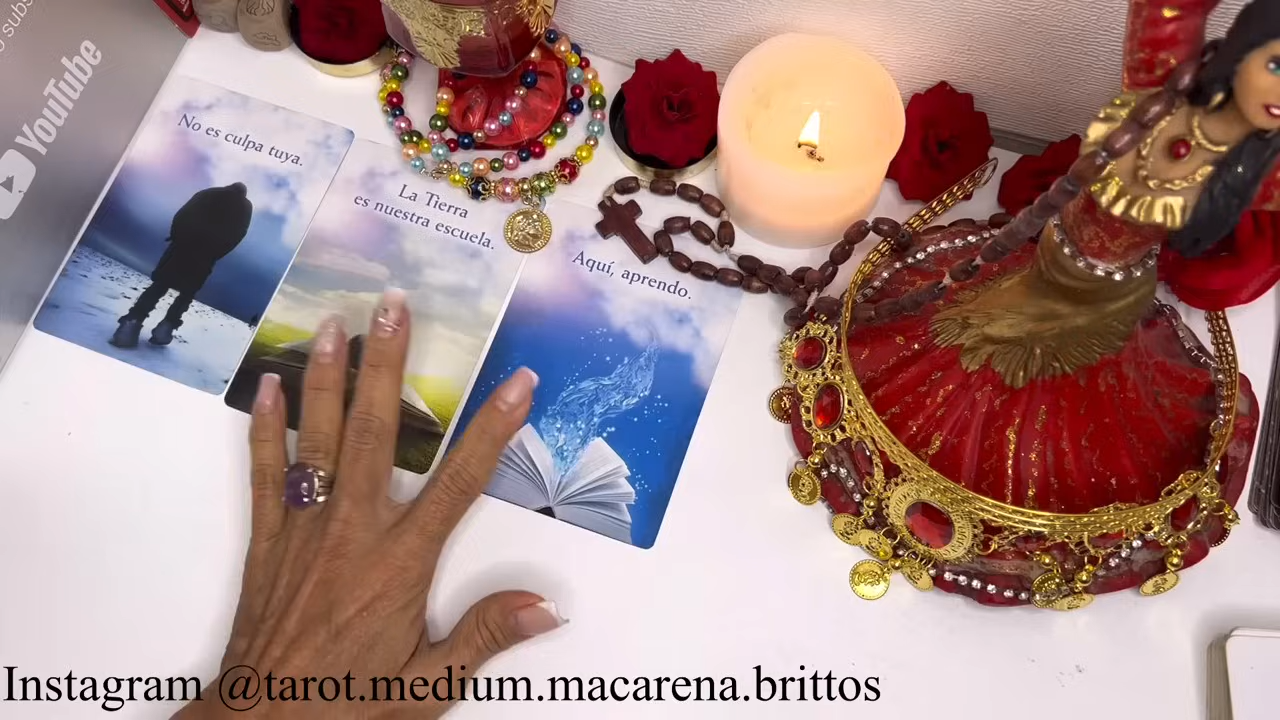 YouTube
No es culpa tuya.
La Tierra
es nuestra escuela.
Aquí, aprendo.
Instagram @tarot.medium.macarena.brittos